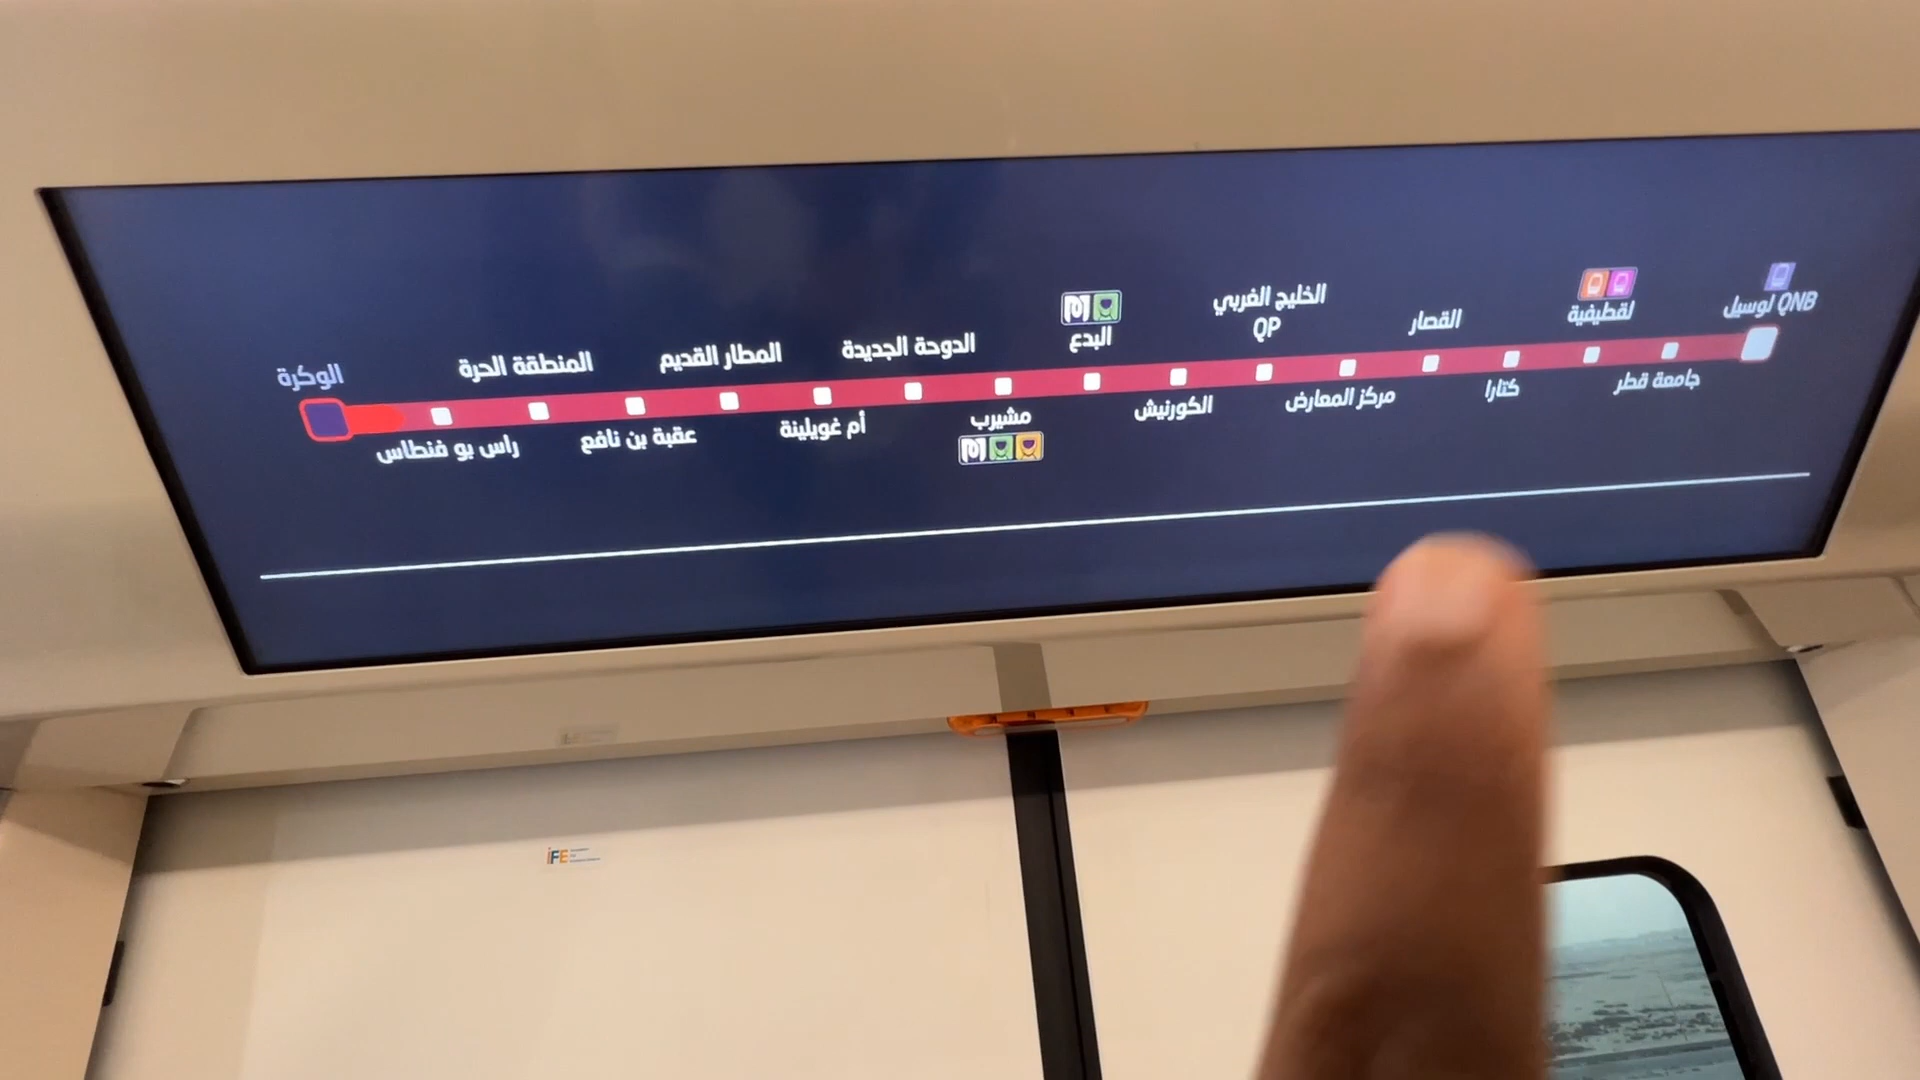 الوكرة
راس بو فنطاس
المنطقة الحرة
عقبة بن نافع
المطار القديم
أم غويلينة
الدوحة الجديدة
مشيرب
البدع
الكورنيش
الخليج الغربي
QP
مركز المعارض
القصار
كتارا
لقطيفية
جامعة قطر
QNB لوسيل
iFE